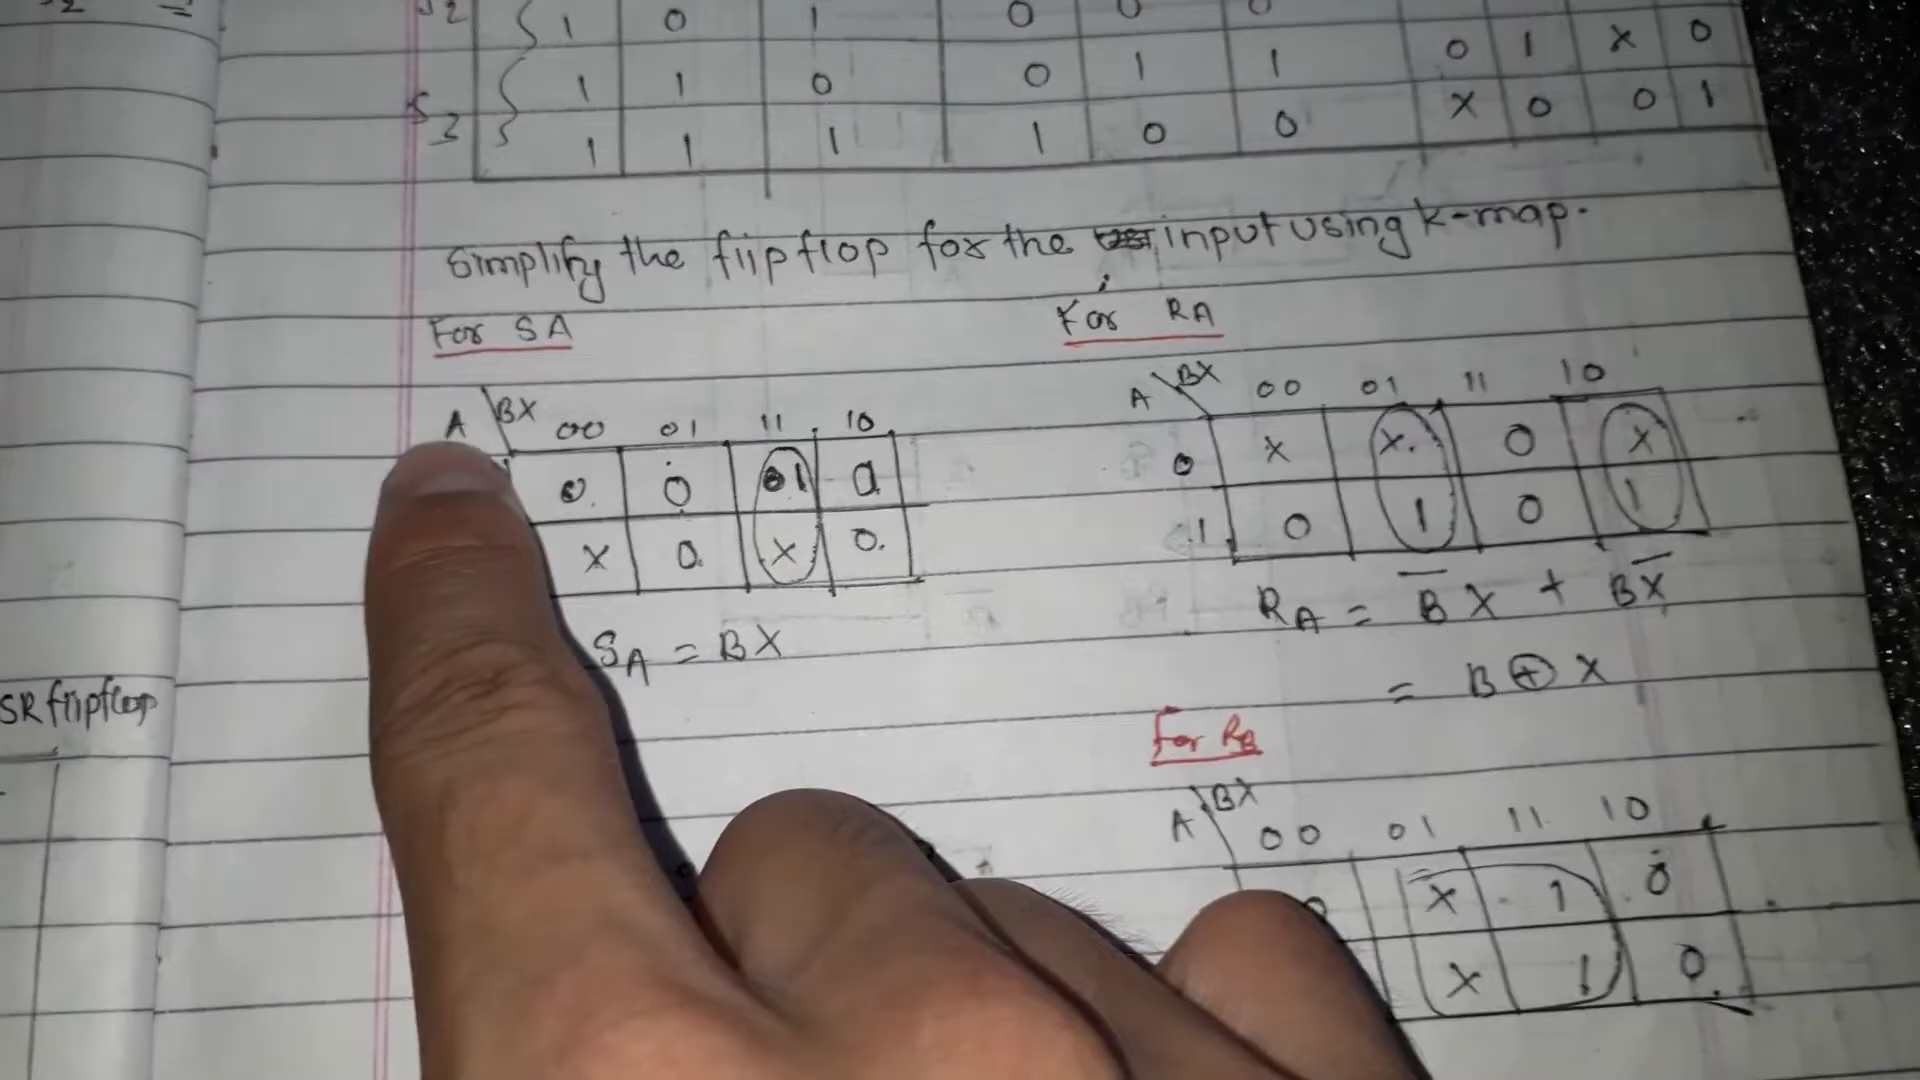 S2 1 0 1 0 0 0
1 1 0 0 1 1 0 1 X 0
S3 1 1 1 1 0 0 X 0 0 1
Simplify the flipflop for the input using k-map.
For SA
A BX 00 01 11 10
0 0 01 0
X 0 X 0
SA = BX
For RA
A BX 00 01 11 10
0 X X 0 X
1 0 1 0 1
RA = B̅X + BX̅
= B ⊕ X
SR flipflop
For RB
A BX 00 01 11 10
X 1 0
X 1 0